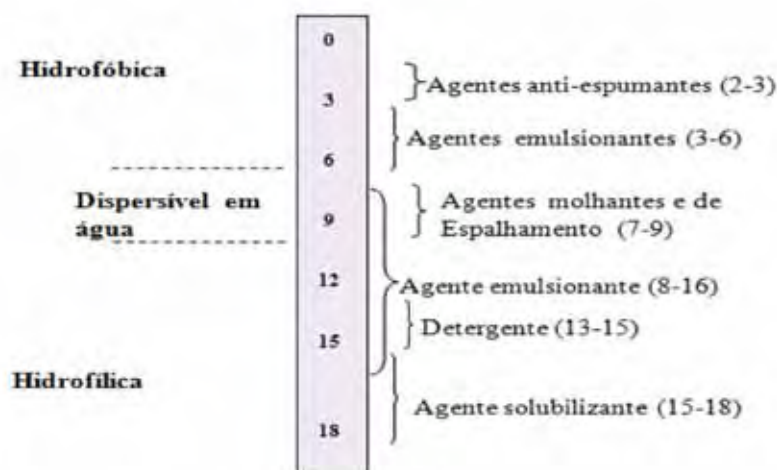 0
Hidrofóbica
Agentes anti-espumantes (2-3)
3
Agentes emulsionantes (3-6)
6
Dispersível em
água
Agentes molhantes e de
Espalhamento (7-9)
9
12
Agente emulsionante (8-16)
Detergente (13-15)
15
Hidrofílica
Agente solubilizante (15-18)
18